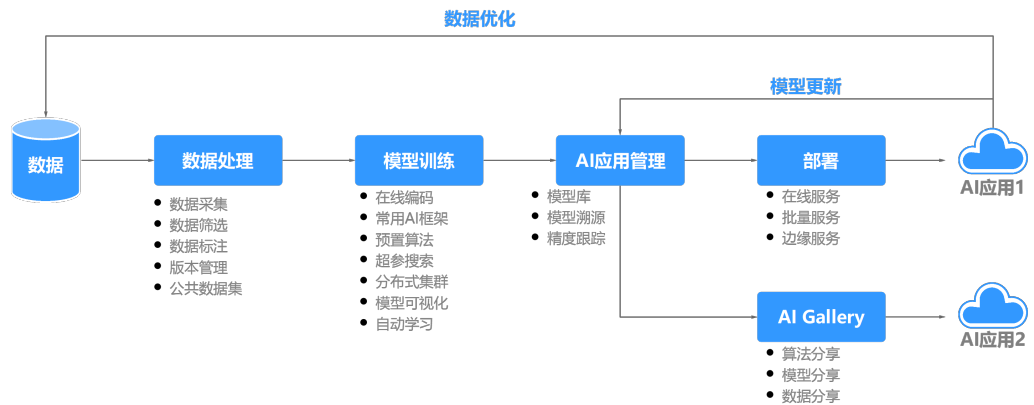 数据优化
模型更新
数据
数据处理
数据采集
数据筛选
数据标注
版本管理
公共数据集
模型训练
在线编码
常用AI框架
预置算法
超参搜索
分布式集群
模型可视化
自动学习
AI应用管理
模型库
模型溯源
精度跟踪
部署
在线服务
批量服务
边缘服务
AI应用1
AI Gallery
算法分享
模型分享
数据分享
AI应用2